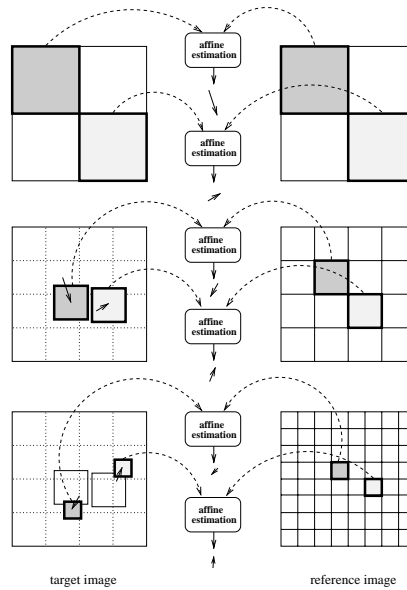 affine
estimation
affine
estimation
affine
estimation
affine
estimation
affine
estimation
affine
estimation
target image
reference image